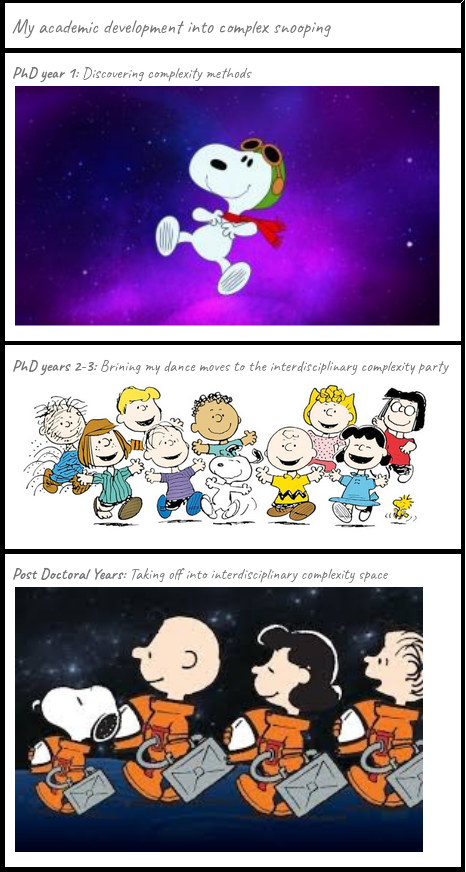 My academic development into complex snooping
PhD year 1: Discovering complexity methods
PhD years 2-3: Brining my dance moves to the interdisciplinary complexity party
Post Doctoral Years: Taking off into interdisciplinary complexity space